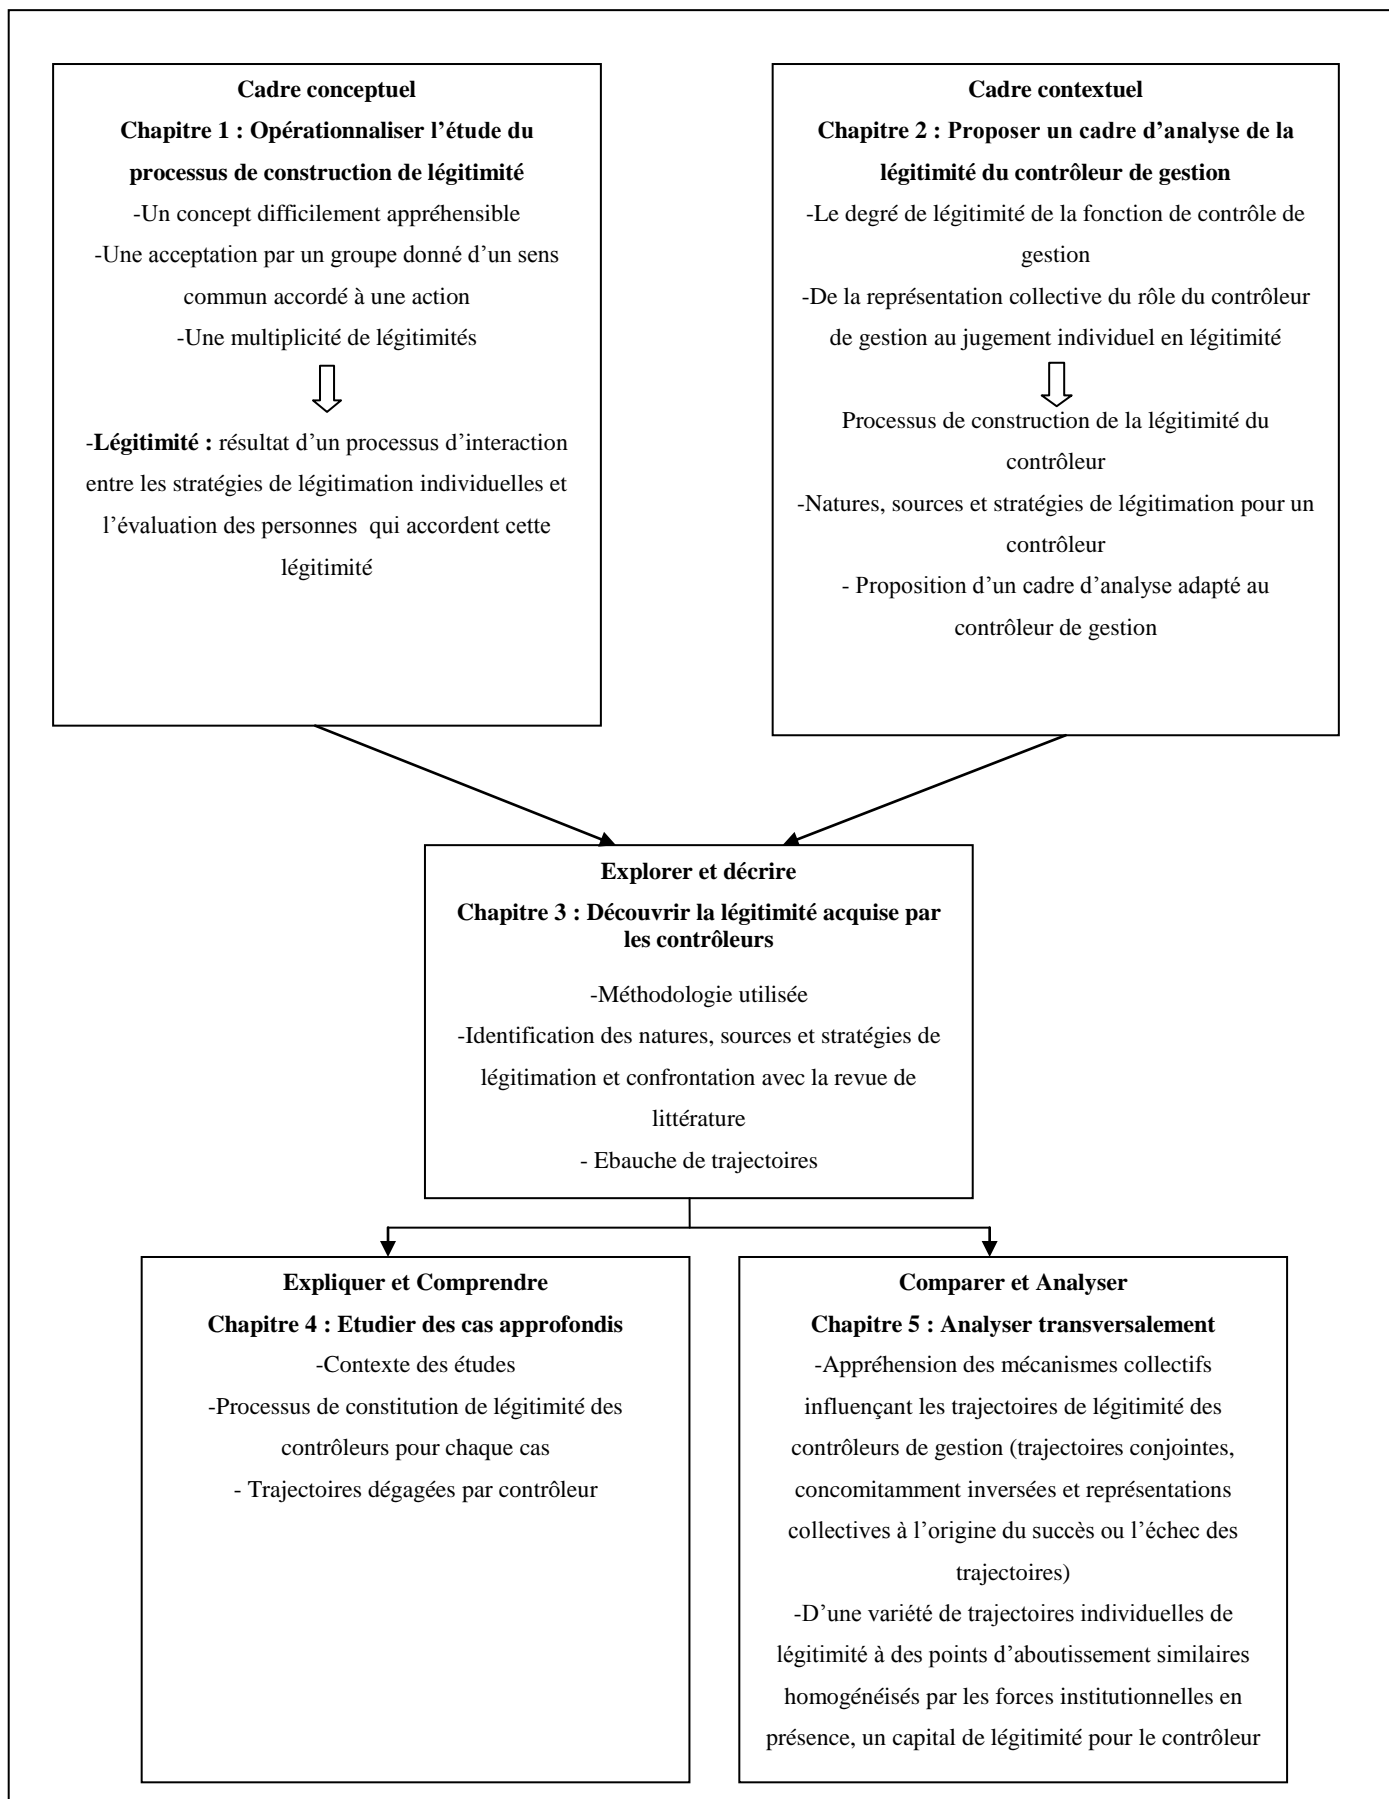 Cadre conceptuel
Chapitre 1 : Opérationnaliser l’étude du
processus de construction de légitimité
-Un concept difficilement appréhensible
-Une acceptation par un groupe donné d’un sens
commun accordé à une action
-Une multiplicité de légitimités
-Légitimité : résultat d’un processus d’interaction
entre les stratégies de légitimation individuelles et
l’évaluation des personnes qui accordent cette
légitimité
Cadre contextuel
Chapitre 2 : Proposer un cadre d’analyse de la
légitimité du contrôleur de gestion
-Le degré de légitimité de la fonction de contrôle de
gestion
-De la représentation collective du rôle du contrôleur
de gestion au jugement individuel en légitimité
Processus de construction de la légitimité du
contrôleur
-Natures, sources et stratégies de légitimation pour un
contrôleur
- Proposition d’un cadre d’analyse adapté au
contrôleur de gestion
Explorer et décrire
Chapitre 3 : Découvrir la légitimité acquise par
les contrôleurs
-Méthodologie utilisée
-Identification des natures, sources et stratégies de
légitimation et confrontation avec la revue de
littérature
- Ebauche de trajectoires
Expliquer et Comprendre
Chapitre 4 : Etudier des cas approfondis
-Contexte des études
-Processus de constitution de légitimité des
contrôleurs pour chaque cas
- Trajectoires dégagées par contrôleur
Comparer et Analyser
Chapitre 5 : Analyser transversalement
-Appréhension des mécanismes collectifs
influençant les trajectoires de légitimité des
contrôleurs de gestion (trajectoires conjointes,
concomitamment inversées et représentations
collectives à l’origine du succès ou l’échec des
trajectoires)
-D’une variété de trajectoires individuelles de
légitimité à des points d’aboutissement similaires
homogénéisés par les forces institutionnelles en
présence, un capital de légitimité pour le contrôleur